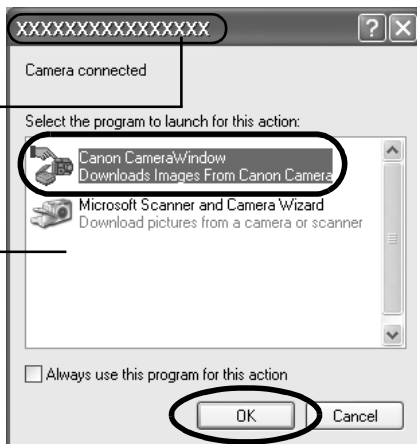 XXXXXXXXXXXXXXXX
Camera connected
Select the program to launch for this action:
Canon CameraWindow
Downloads Images From Canon Camera
Microsoft Scanner and Camera Wizard
Download pictures from a camera or scanner
Always use this program for this action
OK
Cancel